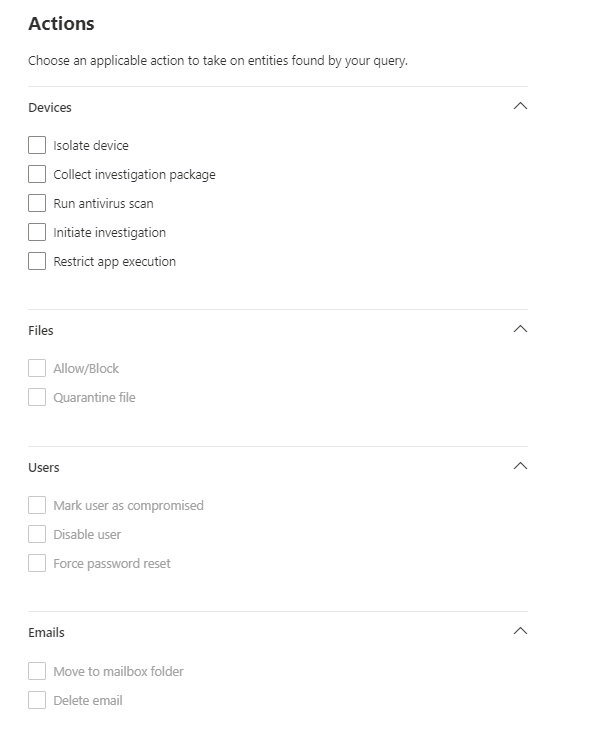 Actions
Choose an applicable action to take on entities found by your query.
Devices
Isolate device
Collect investigation package
Run antivirus scan
Initiate investigation
Restrict app execution
Files
Allow/Block
Quarantine file
Users
Mark user as compromised
Disable user
Force password reset
Emails
Move to mailbox folder
Delete email